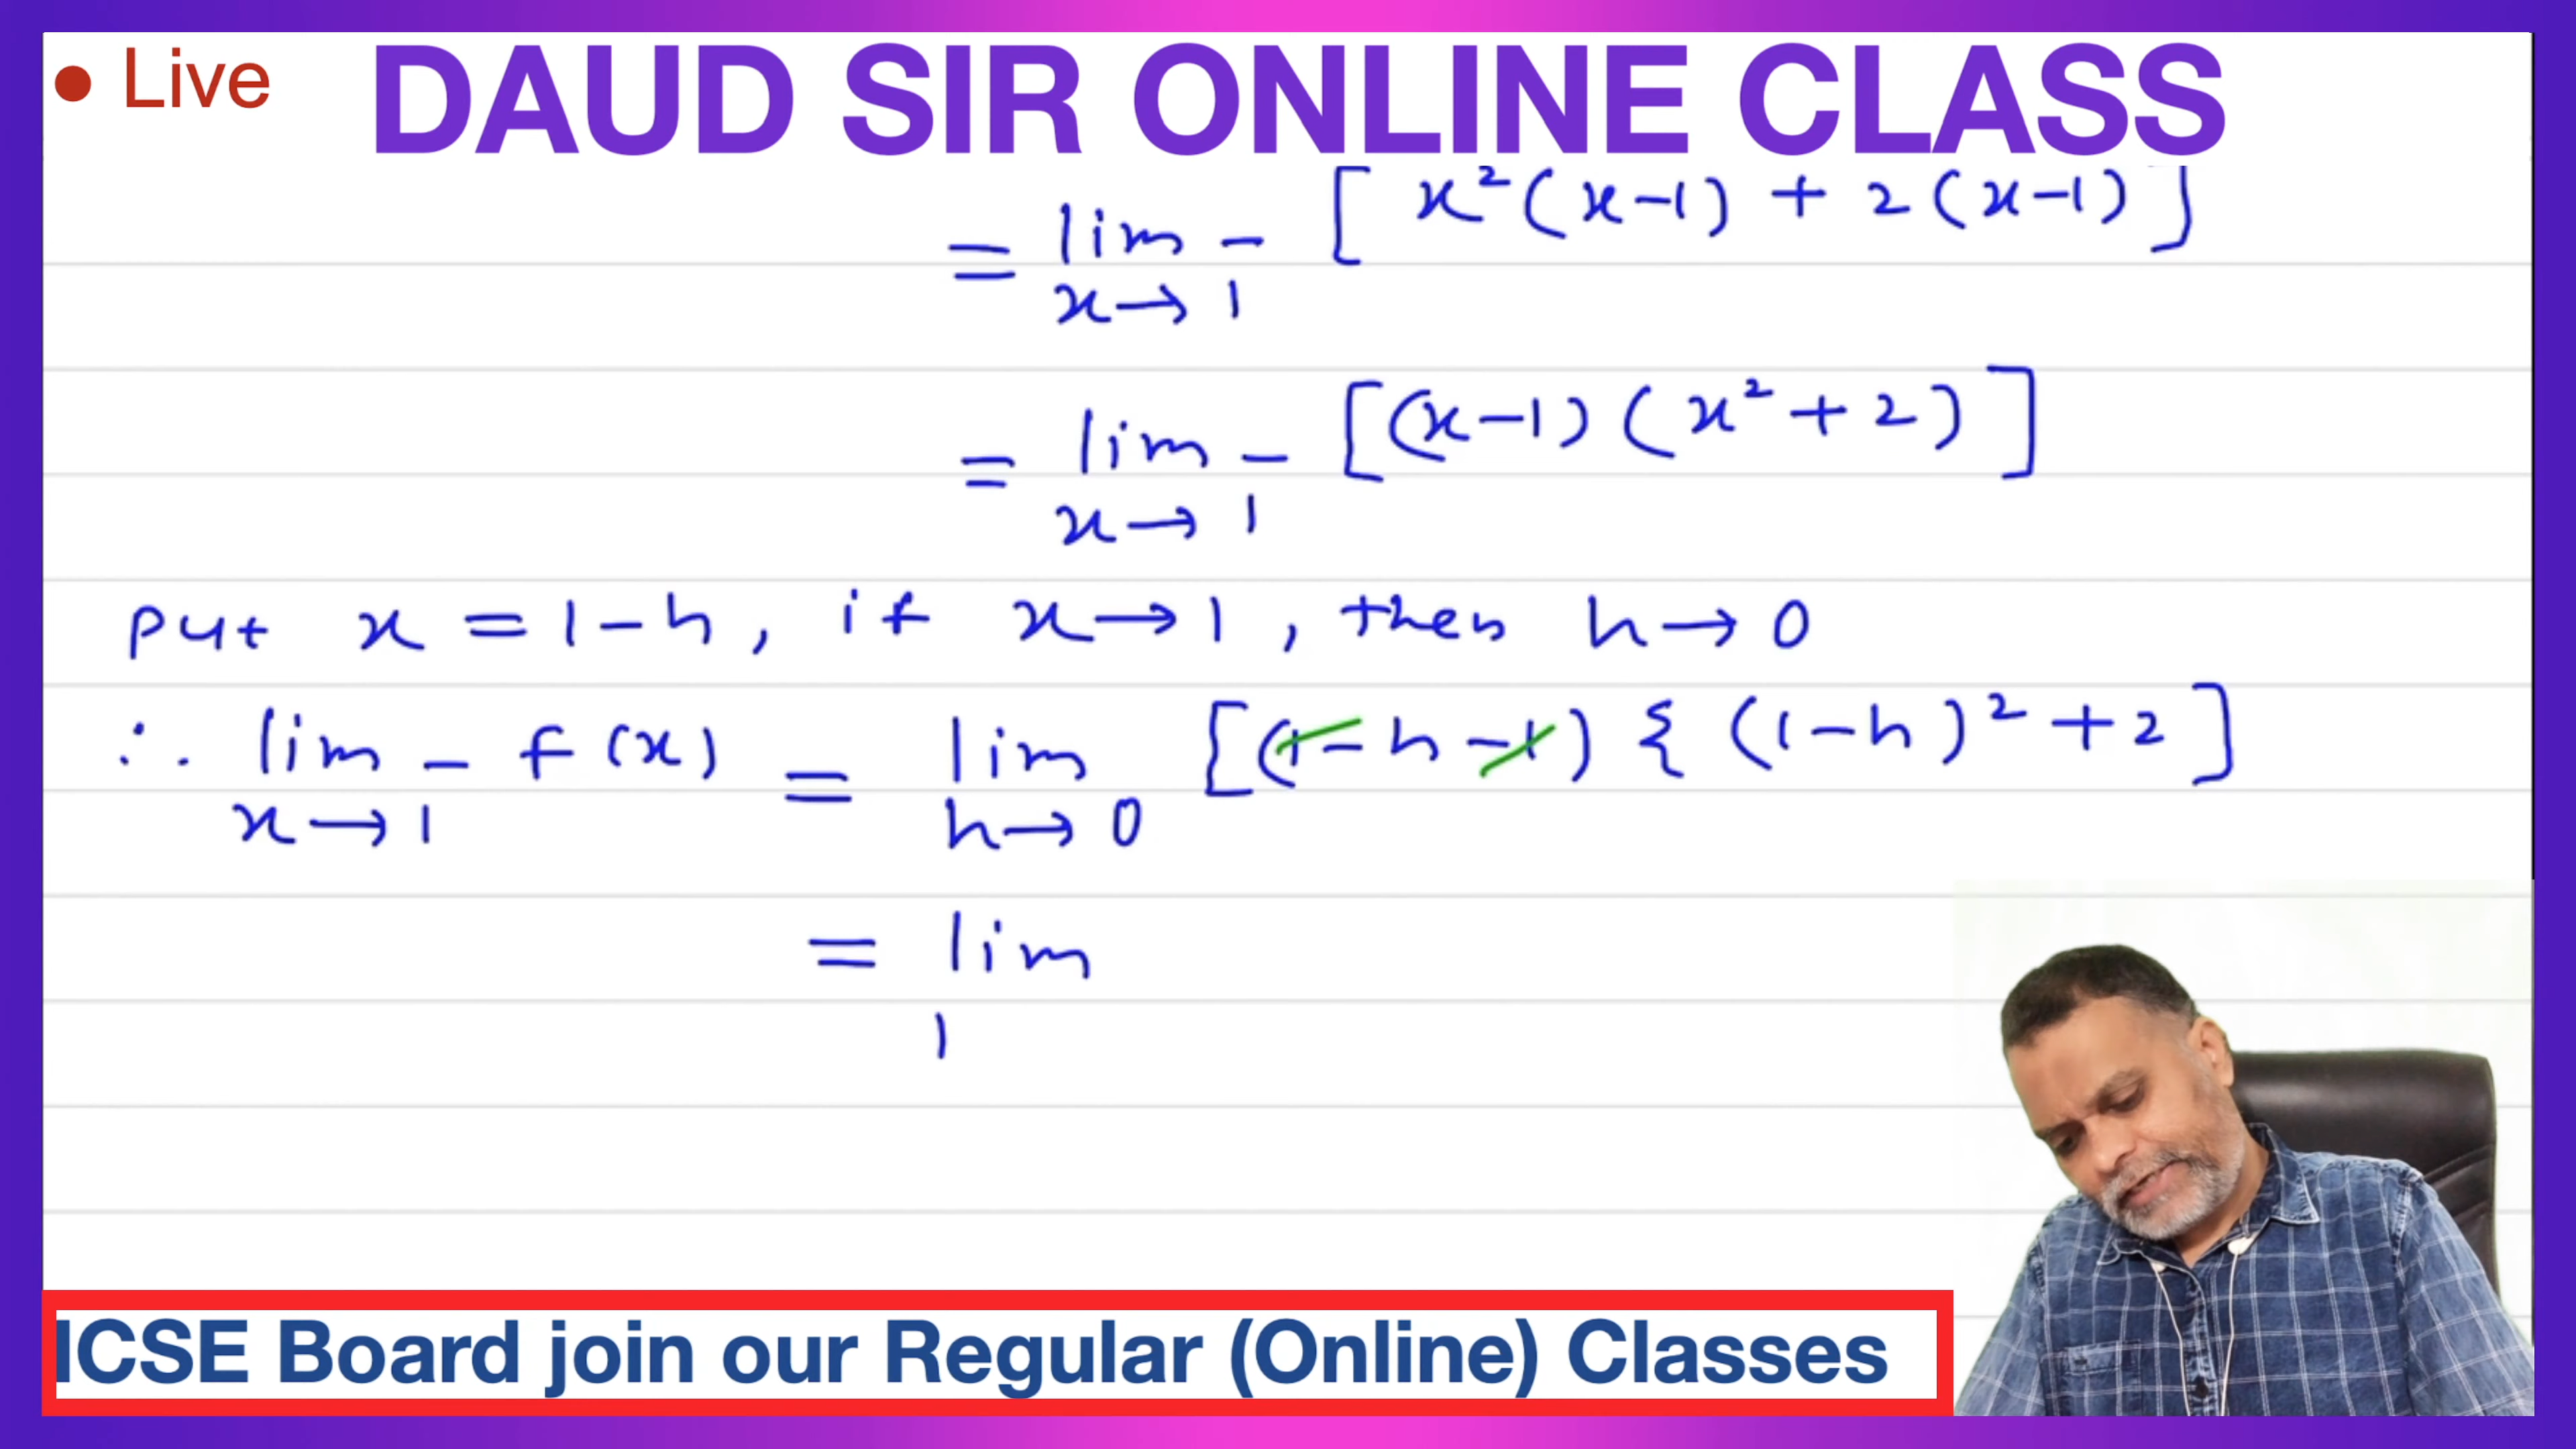 • Live DAUD SIR ONLINE CLASS
= lim - [ x²(x-1) + 2(x-1) ]
x → 1
= lim - [(x-1) (x² + 2)]
x → 1
Put x = 1-h, if x → 1, then h → 0
∴ lim - f(x) = lim [(1-h-1) { (1-h)² + 2 ]
x → 1 h → 0
= lim
1
ICSE Board join our Regular (Online) Classes